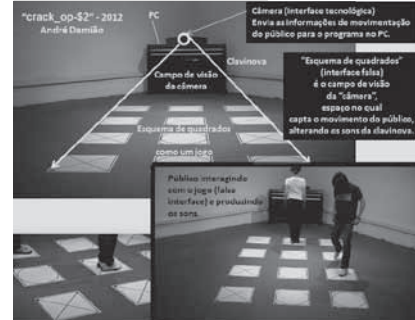 "crack_op-$2" - 2012
André Damião
PC
Câmera (interface tecnológica)
Envia as informações de movimentação
do público para o programa no PC.
Clavinova
Campo de visão
da câmera
"Esquema de quadrados"
(interface falsa)
é o campo de visão
da "câmera",
espaço no qual
capta o movimento do público,
alterando os sons da clavinova.
Esquema de quadrados
como um jogo
Público interagindo
com o jogo (falsa
interface) e produzindo
os sons.